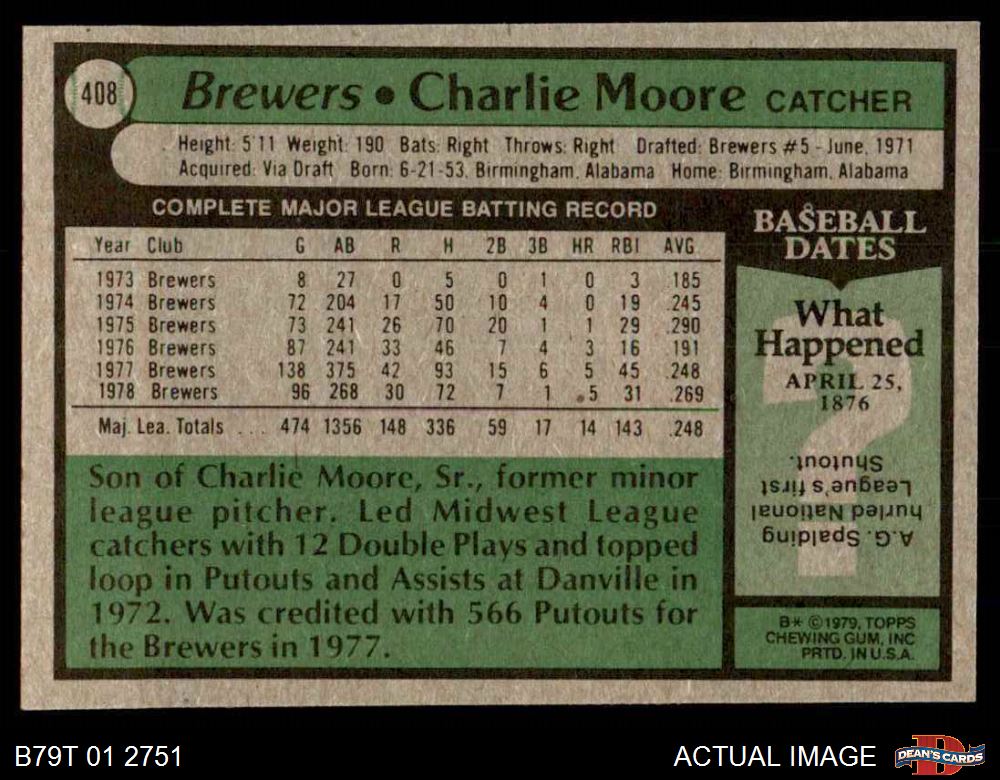 408
Brewers • Charlie Moore CATCHER
Height: 5'11 Weight: 190 Bats: Right Throws: Right Drafted: Brewers #5 - June, 1971
Acquired: Via Draft Born: 6-21-53, Birmingham, Alabama Home: Birmingham, Alabama
COMPLETE MAJOR LEAGUE BATTING RECORD
Year Club G AB R H 2B 3B HR RBI AVG.
1973 Brewers 8 27 0 5 0 1 0 3 .185
1974 Brewers 72 204 17 50 10 4 0 19 .245
1975 Brewers 73 241 26 70 20 1 1 29 .290
1976 Brewers 87 241 33 46 7 4 3 16 .191
1977 Brewers 138 375 42 93 15 6 5 45 .248
1978 Brewers 96 268 30 72 7 1 5 31 .269
Maj. Lea. Totals . . . 474 1356 148 336 59 17 14 143 .248
Son of Charlie Moore, Sr., former minor
league pitcher. Led Midwest League
catchers with 12 Double Plays and topped
loop in Putouts and Assists at Danville in
1972. Was credited with 566 Putouts for
the Brewers in 1977.
BASEBALL
DATES
What
Happened
APRIL 25,
1876
?
A.G. Spalding
hurled National
League's first
Shutout.
B* ©1979, TOPPS
CHEWING GUM, INC
PRTD. IN U.S.A.
B79T 01 2751
ACTUAL IMAGE
D
DEAN'S CARDS